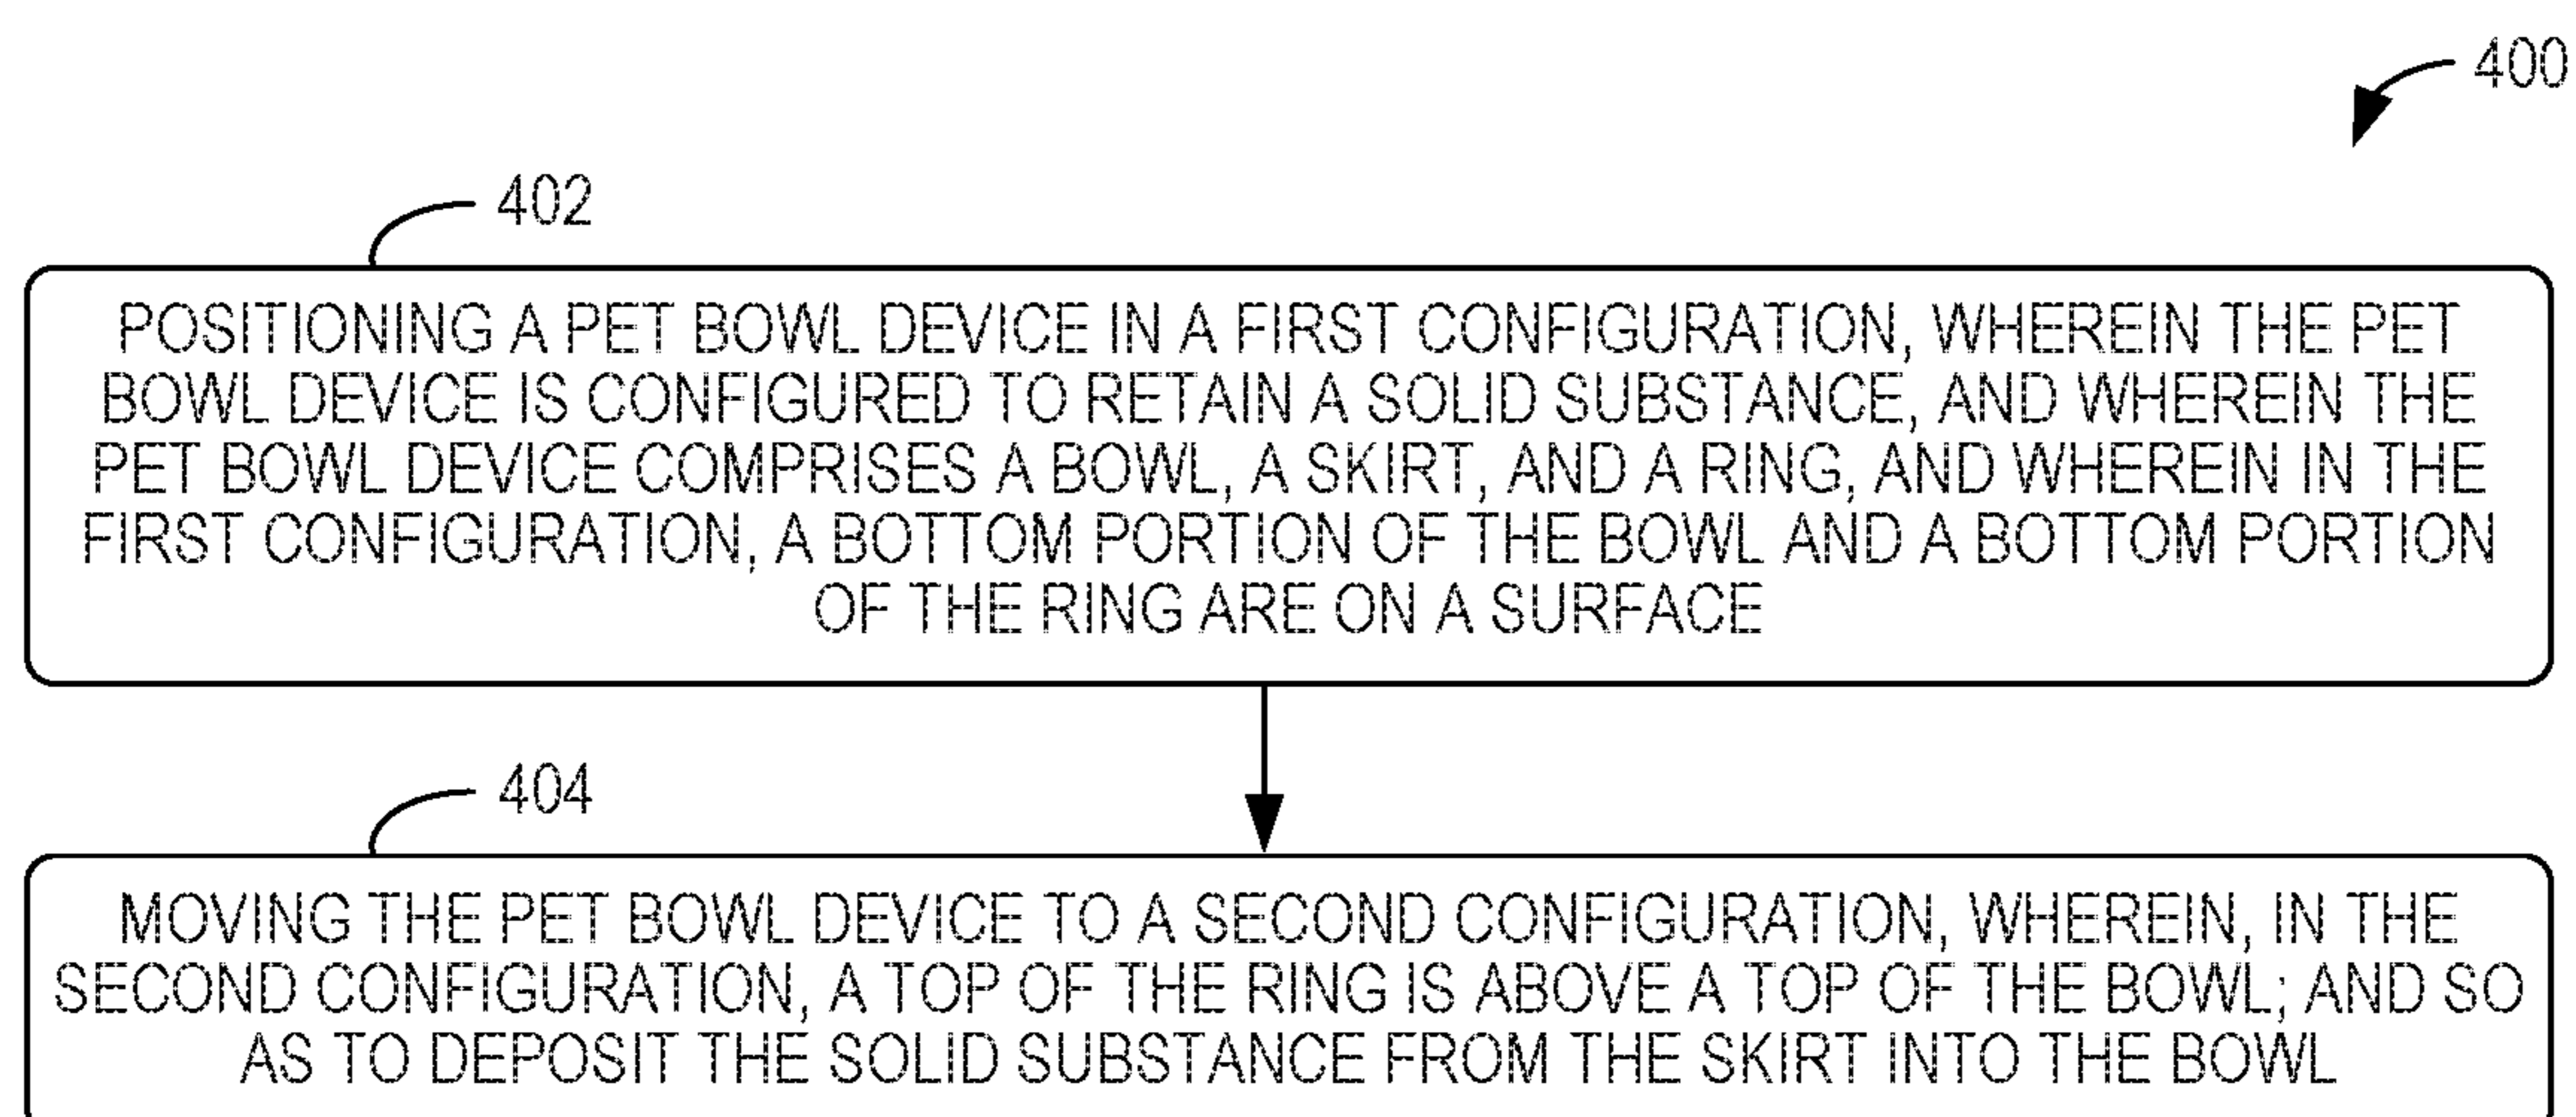 400
402
POSITIONING A PET BOWL DEVICE IN A FIRST CONFIGURATION, WHEREIN THE PET
BOWL DEVICE IS CONFIGURED TO RETAIN A SOLID SUBSTANCE, AND WHEREIN THE
PET BOWL DEVICE COMPRISES A BOWL, A SKIRT, AND A RING, AND WHEREIN IN THE
FIRST CONFIGURATION, A BOTTOM PORTION OF THE BOWL AND A BOTTOM PORTION
OF THE RING ARE ON A SURFACE
404
MOVING THE PET BOWL DEVICE TO A SECOND CONFIGURATION, WHEREIN, IN THE
SECOND CONFIGURATION, A TOP OF THE RING IS ABOVE A TOP OF THE BOWL; AND SO
AS TO DEPOSIT THE SOLID SUBSTANCE FROM THE SKIRT INTO THE BOWL